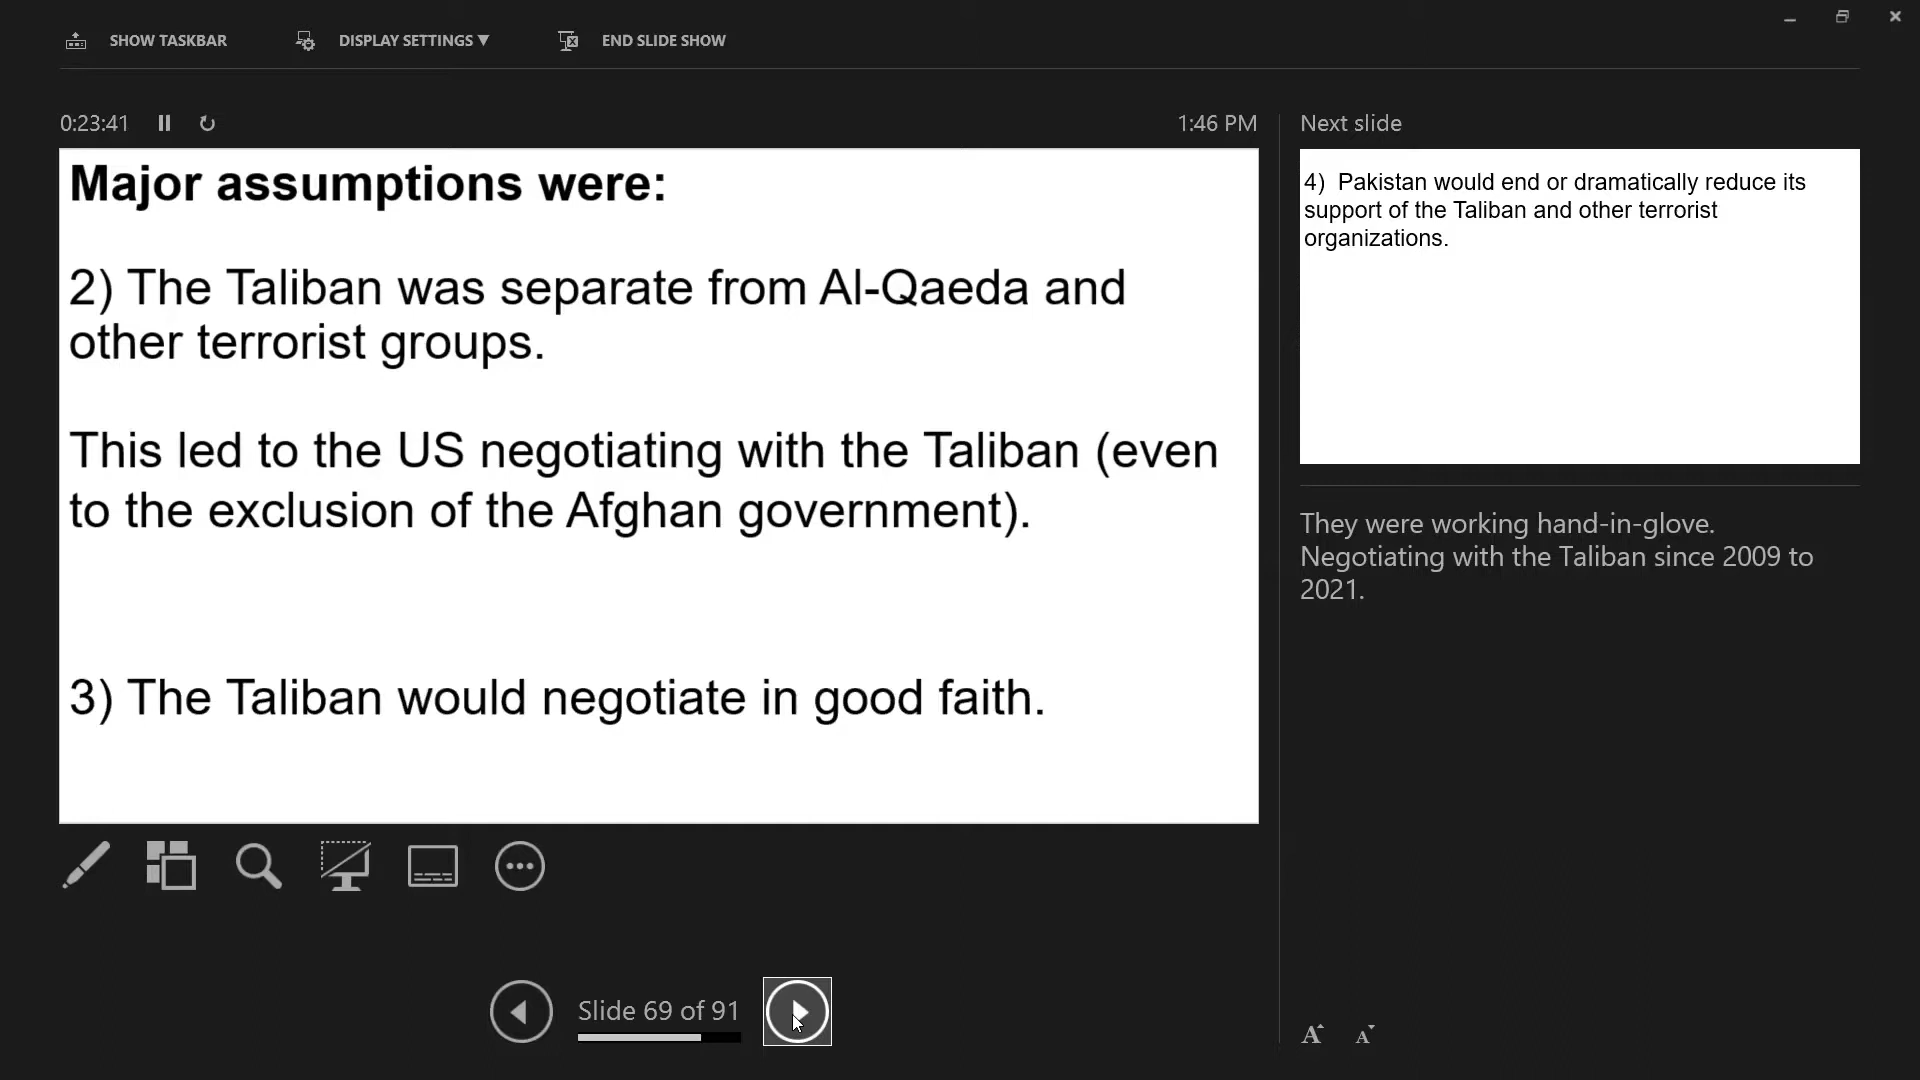 SHOW TASKBAR
DISPLAY SETTINGS ▼
END SLIDE SHOW
0:23:41
1:46 PM
Major assumptions were:
2) The Taliban was separate from Al-Qaeda and
other terrorist groups.
This led to the US negotiating with the Taliban (even
to the exclusion of the Afghan government).
3) The Taliban would negotiate in good faith.
Slide 69 of 91
Next slide
4)  Pakistan would end or dramatically reduce its
support of the Taliban and other terrorist
organizations.
They were working hand-in-glove.
Negotiating with the Taliban since 2009 to
2021.
A
A